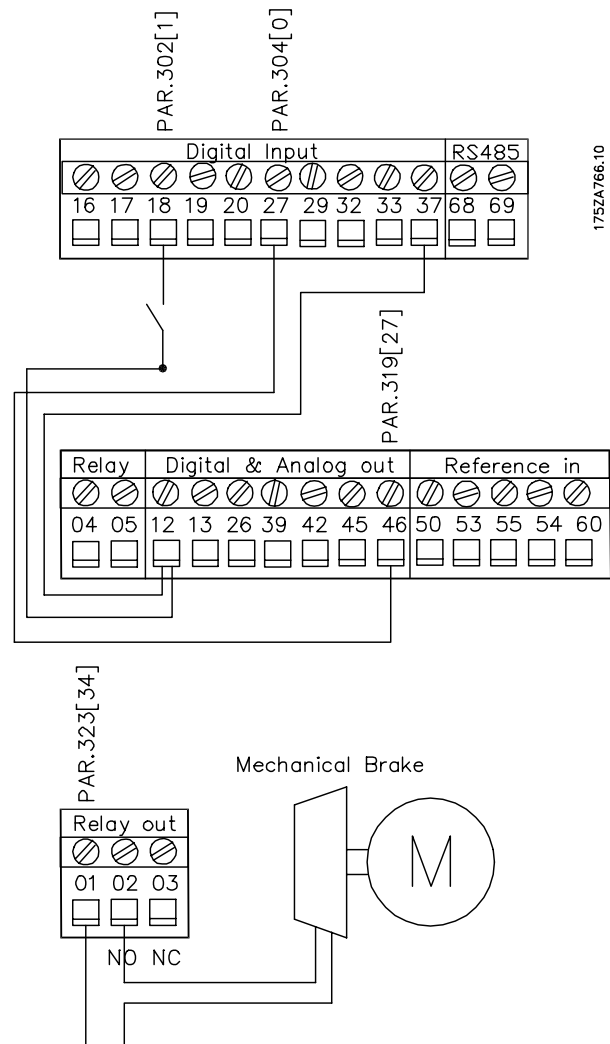 PAR.302[1]
PAR.304[0]
Digital Input
RS485
16 17 18 19 20 27 29 32 33 37 68 69
175ZA766.10
PAR.319[27]
Relay
Digital & Analog out
Reference in
04 05 12 13 26 39 42 45 46 50 53 55 54 60
PAR.323[34]
Mechanical Brake
Relay out
01 02 03
NO NC
M